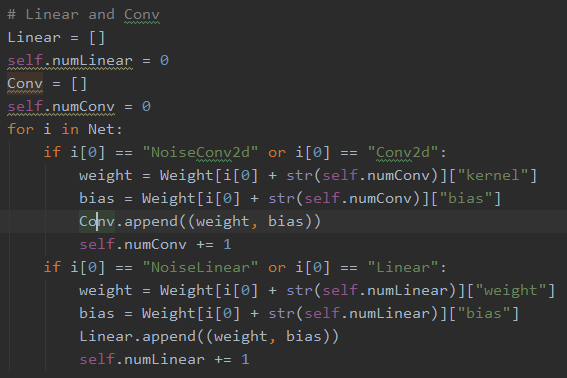 # Linear and Conv
Linear = []
self.numLinear = 0
Conv = []
self.numConv = 0
for i in Net:
    if i[0] == "NoiseConv2d" or i[0] == "Conv2d":
        weight = Weight[i[0] + str(self.numConv)]["kernel"]
        bias = Weight[i[0] + str(self.numConv)]["bias"]
        Conv.append((weight, bias))
        self.numConv += 1
    if i[0] == "NoiseLinear" or i[0] == "Linear":
        weight = Weight[i[0] + str(self.numLinear)]["weight"]
        bias = Weight[i[0] + str(self.numLinear)]["bias"]
        Linear.append((weight, bias))
        self.numLinear += 1